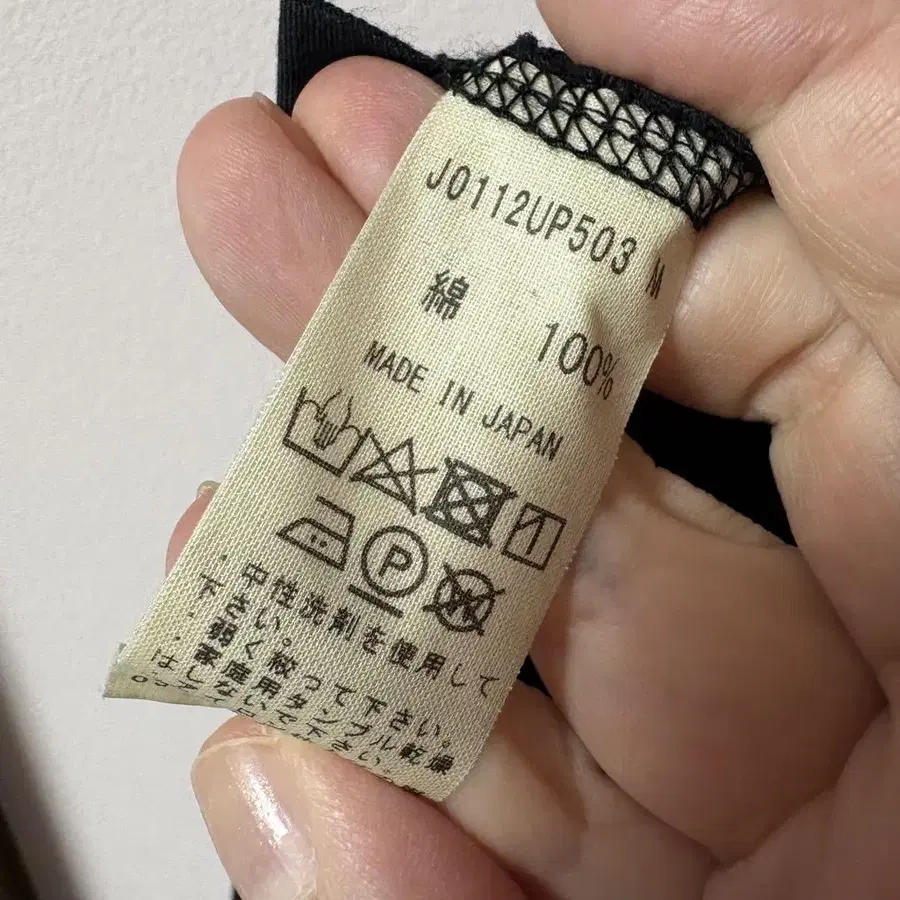 J0112UP503 M
綿 100%
MADE IN JAPAN
P
W
・中性洗剤を使用して
下さい。
・弱く絞って下さい。
・家庭用タンブル乾燥
はしないで下さい。